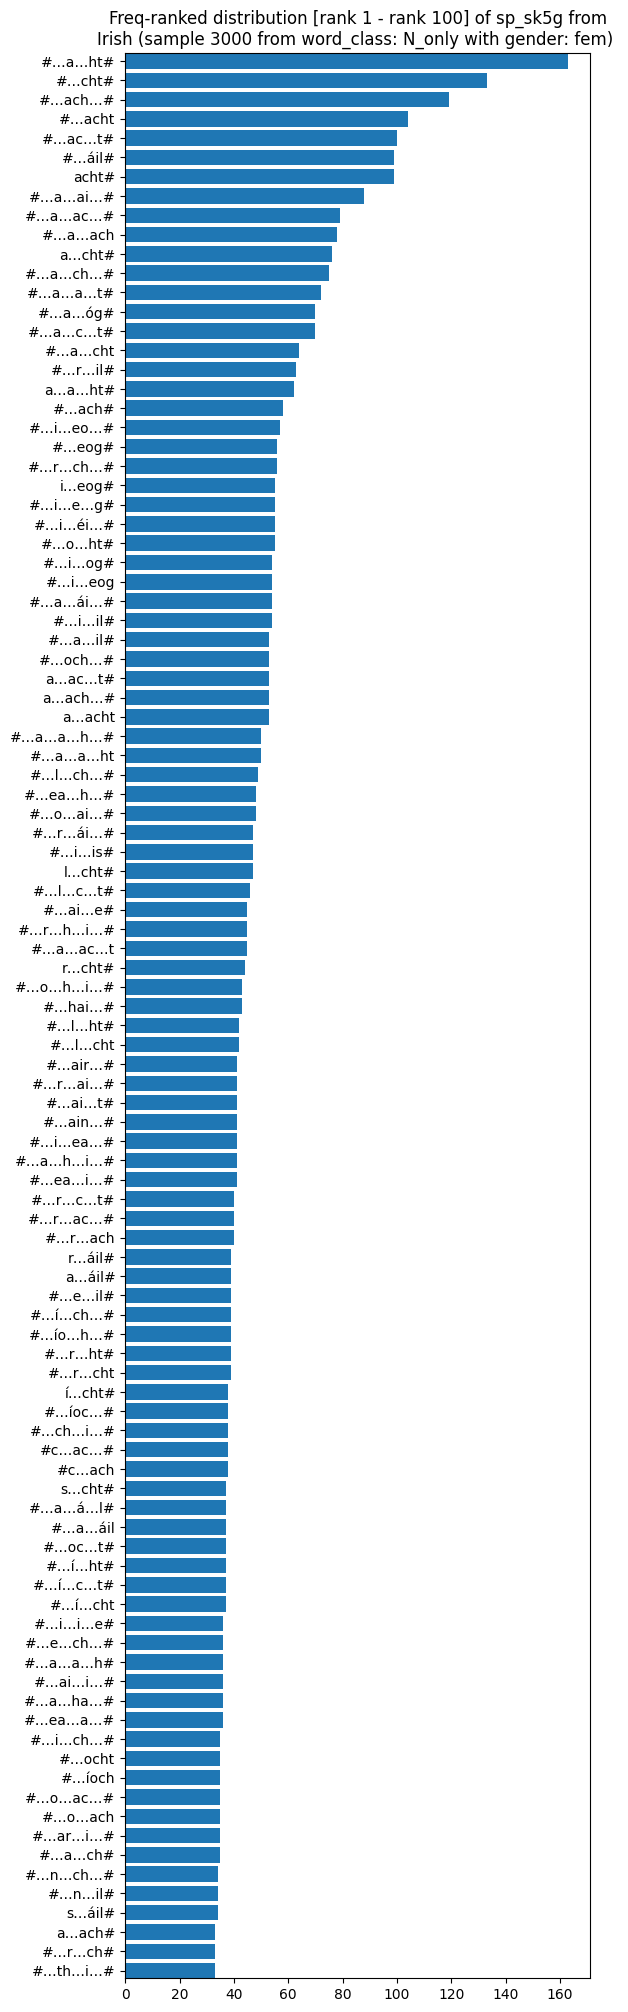 Freq-ranked distribution [rank 1 - rank 100] of sp_sk5g from
Irish (sample 3000 from word_class: N_only with gender: fem)
#...a...ht#
#...cht#
#...ach...#
#...acht
#...ac...t#
#...áil#
acht#
#...a...ai...#
#...a...ac...#
#...a...ach
a...cht#
#...a...ch...#
#...a...a...t#
#...a...óg#
#...a...c...t#
#...a...cht
#...r...il#
a...a...ht#
#...ach#
#...i...eo...#
#...eog#
#...r...ch...#
i...eog#
#...i...e...g#
#...i...éi...#
#...o...ht#
#...i...og#
#...i...eog
#...a...ái...#
#...i...il#
#...a...il#
#...och...#
a...ac...t#
a...ach...#
a...acht
#...a...a...h...#
#...a...a...ht
#...l...ch...#
#...ea...h...#
#...o...ai...#
#...r...ái...#
#...i...is#
l...cht#
#...l...c...t#
#...ai...e#
#...r...h...i...#
#...a...ac...t
r...cht#
#...o...h...i...#
#...hai...#
#...l...ht#
#...l...cht
#...air...#
#...r...ai...#
#...ai...t#
#...ain...#
#...i...ea...#
#...a...h...i...#
#...ea...i...#
#...r...c...t#
#...r...ac...#
#...r...ach
r...áil#
a...áil#
#...e...il#
#...í...ch...#
#...ío...h...#
#...r...ht#
#...r...cht
í...cht#
#...íoc...#
#...ch...i...#
#c...ac...#
#c...ach
s...cht#
#...a...á...l#
#...a...áil
#...oc...t#
#...í...ht#
#...í...c...t#
#...í...cht
#...i...i...e#
#...e...ch...#
#...a...a...h#
#...ai...i...#
#...a...ha...#
#...ea...a...#
#...i...ch...#
#...ocht
#...íoch
#...o...ac...#
#...o...ach
#...ar...i...#
#...a...ch#
#...n...ch...#
#...n...il#
s...áil#
a...ach#
#...r...ch#
#...th...i...#
0 20 40 60 80 100 120 140 160